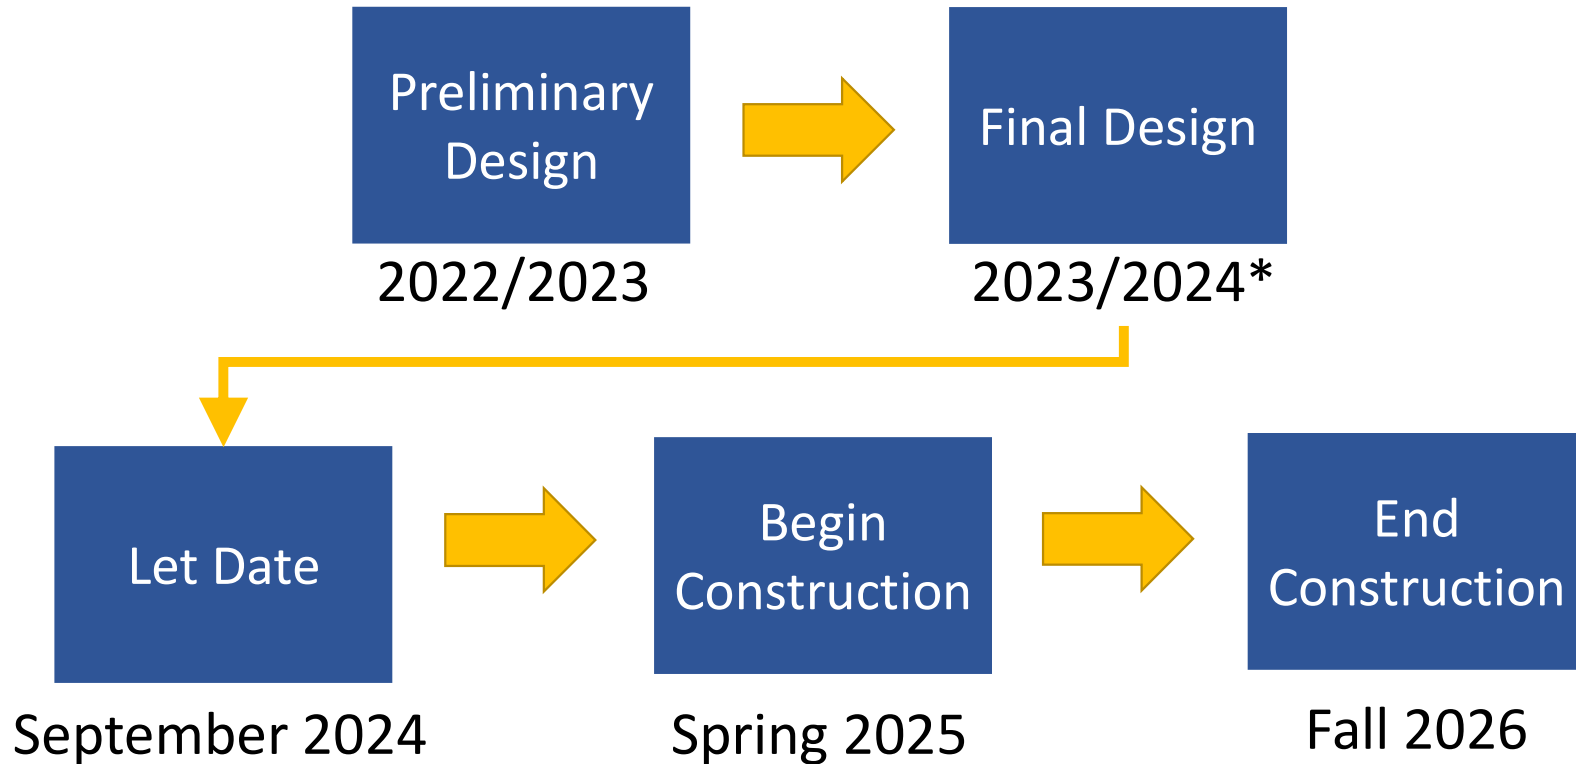 Preliminary
Design
2022/2023
Final Design
2023/2024*
Let Date
September 2024
Begin
Construction
Spring 2025
End
Construction
Fall 2026